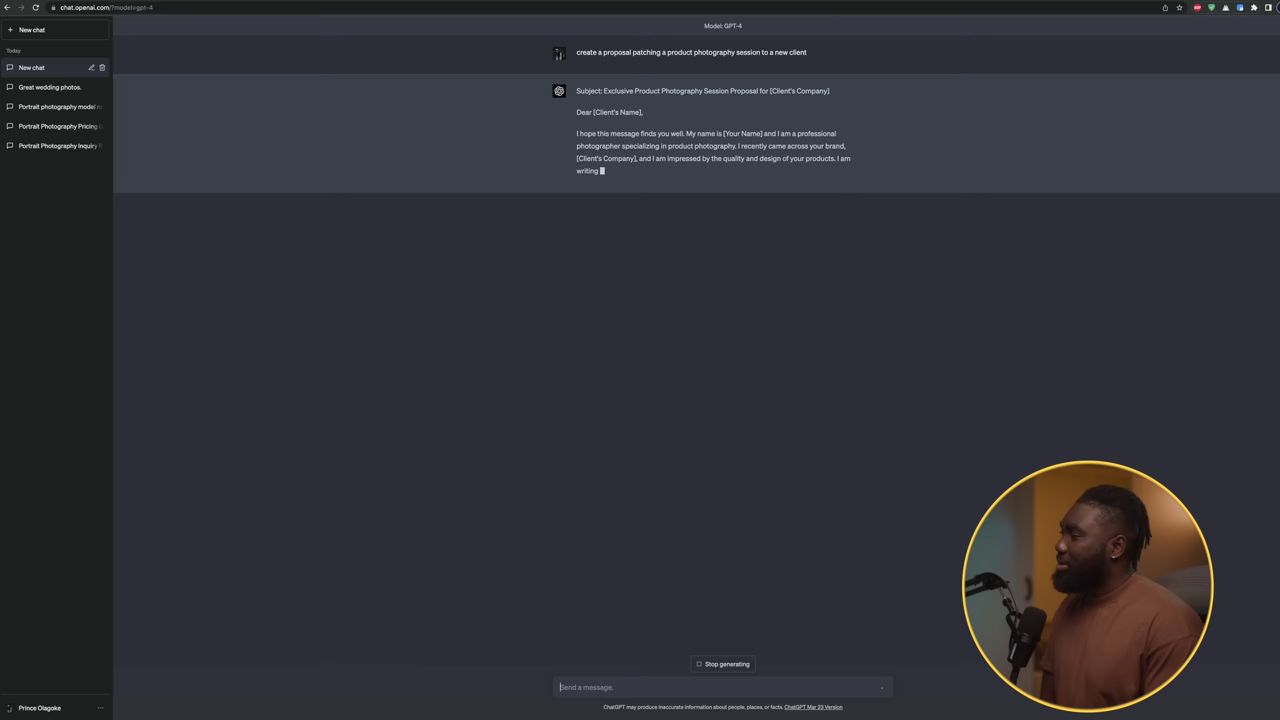 chat.openai.com/?model=gpt-4
New chat
Today
New chat
Great wedding photos.
Portrait photography model n
Portrait Photography Pricing
Portrait Photography Inquiry
Prince Olagoke
Model: GPT-4
create a proposal patching a product photography session to a new client
Subject: Exclusive Product Photography Session Proposal for [Client's Company]
Dear [Client's Name],
I hope this message finds you well. My name is [Your Name] and I am a professional
photographer specializing in product photography. I recently came across your brand,
[Client's Company], and I am impressed by the quality and design of your products. I am
writing
Stop generating
Send a message.
ChatGPT may produce inaccurate information about people, places, or facts. ChatGPT Mar 23 Version